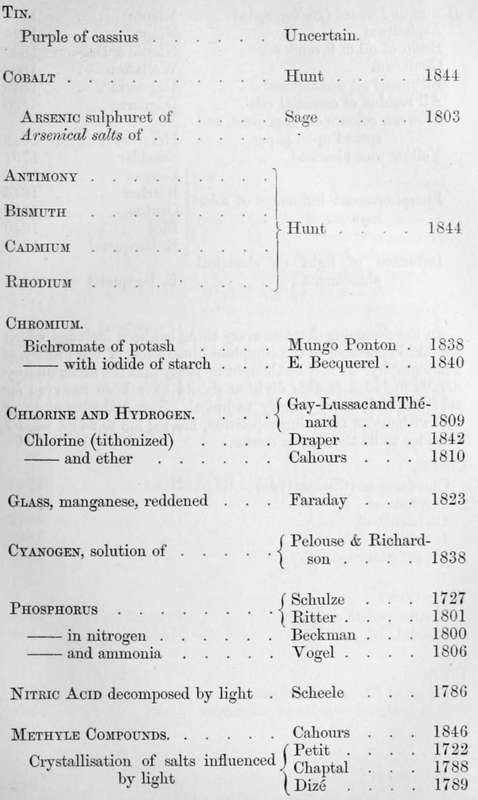 TIN.
Purple of cassius . . . . . Uncertain.
COBALT . . . . . . . . . . Hunt . . . . 1844
ARSENIC sulphuret of . . . . Sage . . . 1803
Arsenical salts of . . . . .
ANTIMONY . . . . . . . .
BISMUTH . . . . . . . .
Hunt . . . . 1844
CADMIUM . . . . . . . .
RHODIUM . . . . . . . .
CHROMIUM.
Bichromate of potash . . . . Mungo Ponton . 1838
—— with iodide of starch . . . E. Becquerel . . 1840
CHLORINE AND HYDROGEN. . . . { Gay-Lussac and Thé-
nard . . . . 1809
Chlorine (tithonized) . . . . Draper . . . 1842
—— and ether . . . . . . Cahours . . . 1810
GLASS, manganese, reddened . . . Faraday . . . 1823
CYANOGEN, solution of . . . . . { Pelouse & Richard-
son . . . . 1838
PHOSPHORUS . . . . . . . { Schulze . . . 1727
Ritter . . . . 1801
—— in nitrogen . . . . . . Beckman . . . 1800
—— and ammonia . . . . . Vogel . . . . 1806
NITRIC ACID decomposed by light . Scheele . . . 1786
METHYLE COMPOUNDS. . . . . . Cahours . . . 1846
Crystallisation of salts influenced { Petit . . . . 1722
by light Chaptal . . . 1788
Dizé . . . . 1789